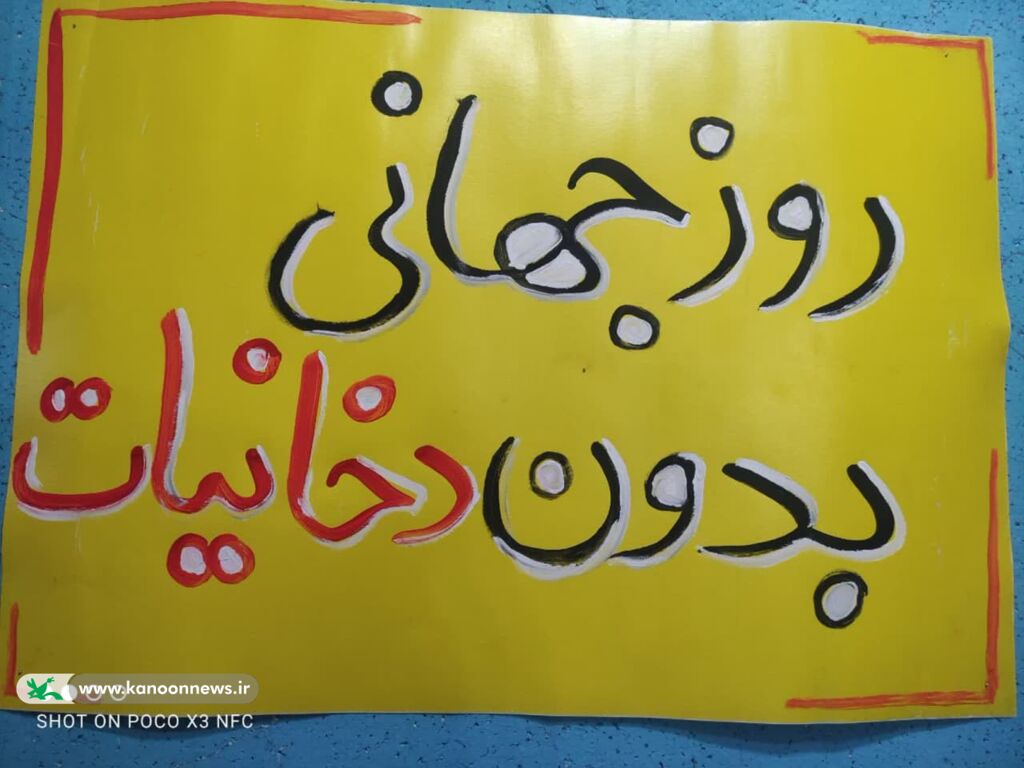 روز جهانی
بدون دخانیات
www.kanoonnews.ir
SHOT ON POCO X3 NFC